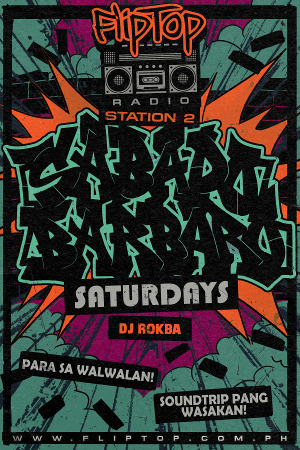 FLIPTOP
RADIO
STATION 2
SABADO
BARBARO
SATURDAYS
DJ ROKBA
PARA SA WALWALAN!
SOUNDTRIP PANG
WASAKAN!
WWW.FLIPTOP.COM.PH